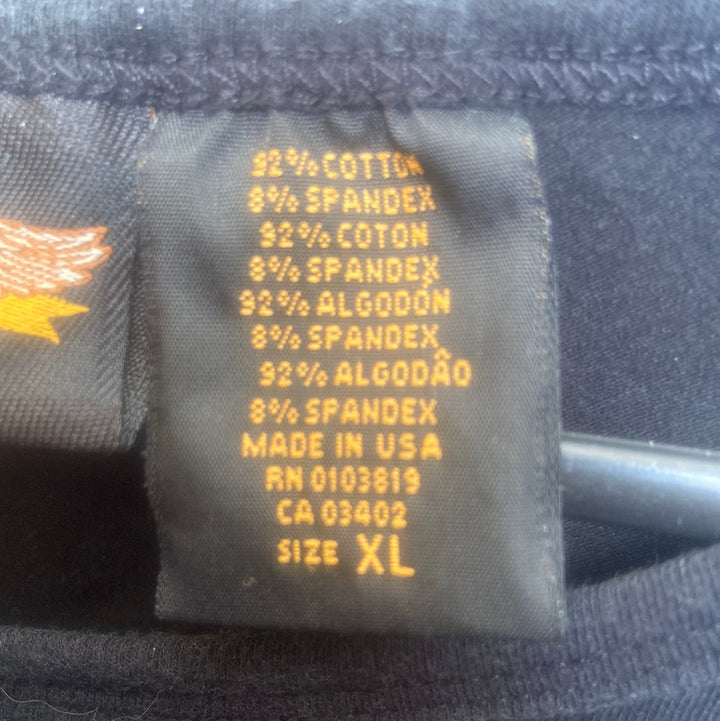 92% COTTON
8% SPANDEX
92% COTON
8% SPANDEX
92% ALGODÓN
8% SPANDEX
92% ALGODÂO
8% SPANDEX
MADE IN USA
RN 0103819
CA 03402
SIZE XL